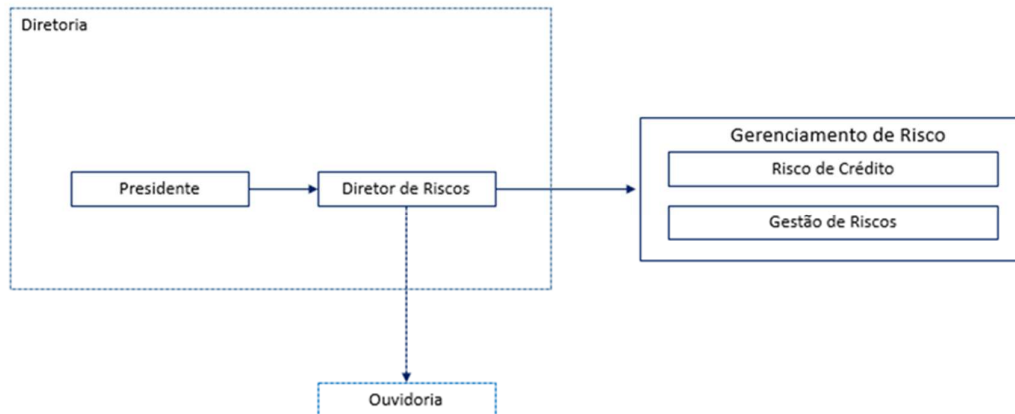 Diretoria
Gerenciamento de Risco
Risco de Crédito
Presidente
Diretor de Riscos
Gestão de Riscos
Ouvidoria